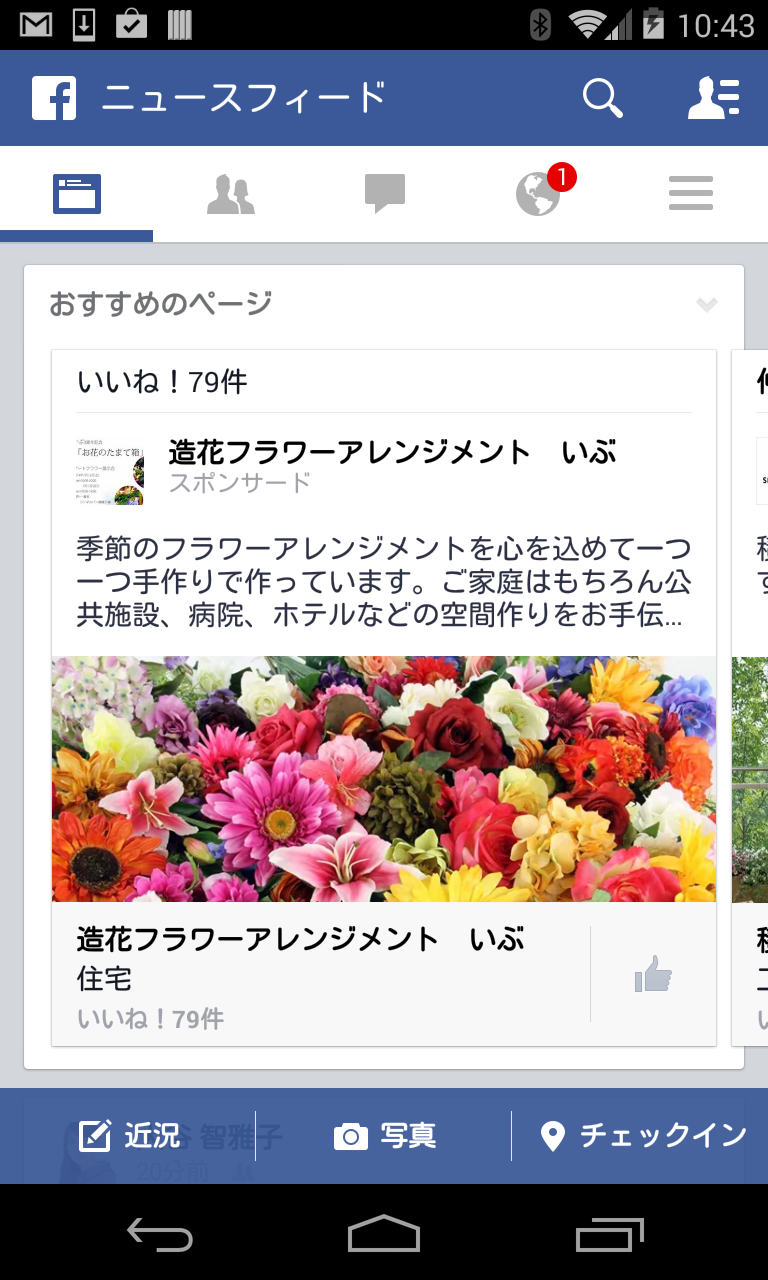 10:43
ニュースフィード
1
おすすめのページ
いいね！79件
「お花のたまて箱」
造花フラワーアレンジメント　いぶ
スポンサード
季節のフラワーアレンジメントを心を込めて一つ
一つ手作りで作っています。ご家庭はもちろん公
共施設、病院、ホテルなどの空間作りをお手伝...
造花フラワーアレンジメント　いぶ
住宅
いいね！79件
智雅子
20分前
近況
写真
チェックイン